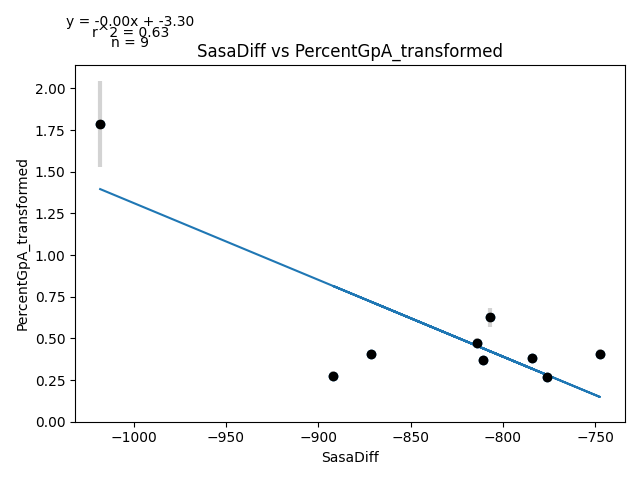 y = -0.00x + -3.30
r^2 = 0.63
n = 9
SasaDiff vs PercentGpA_transformed
2.00
1.75
1.50
1.25
1.00
0.75
0.50
0.25
0.00
PercentGpA_transformed
−1000
−950
−900
−850
−800
−750
SasaDiff